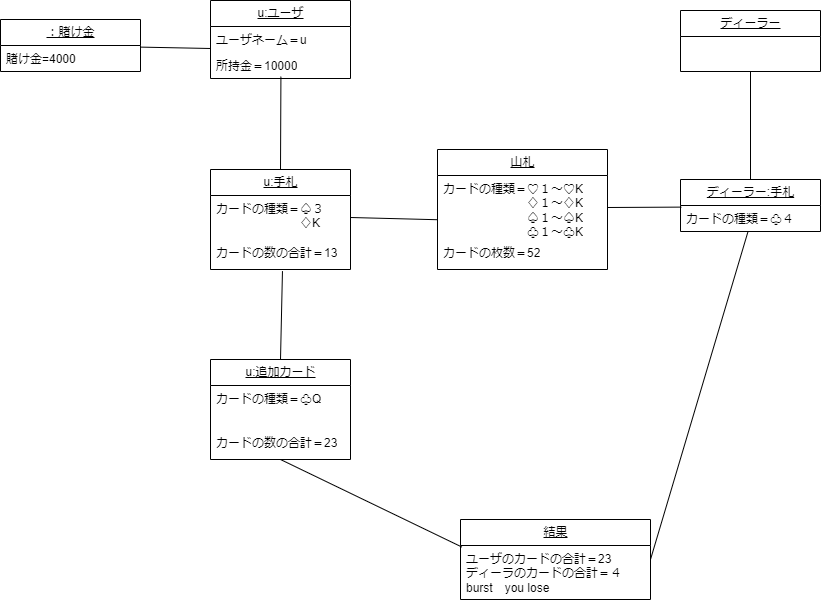 ：賭け金
賭け金=4000
u:ユーザ
ユーザネーム＝u
所持金＝10000
ディーラー
u:手札
カードの種類＝♤３
♢K
カードの数の合計＝13
山札
カードの種類＝♡１～♡K
♢１～♢K
♤１～♤K
♧１～♧K
カードの枚数＝52
ディーラー:手札
カードの種類＝♧４
u:追加カード
カードの種類＝♧Q
カードの数の合計＝23
結果
ユーザのカードの合計＝23
ディーラのカードの合計＝４
burst　you lose